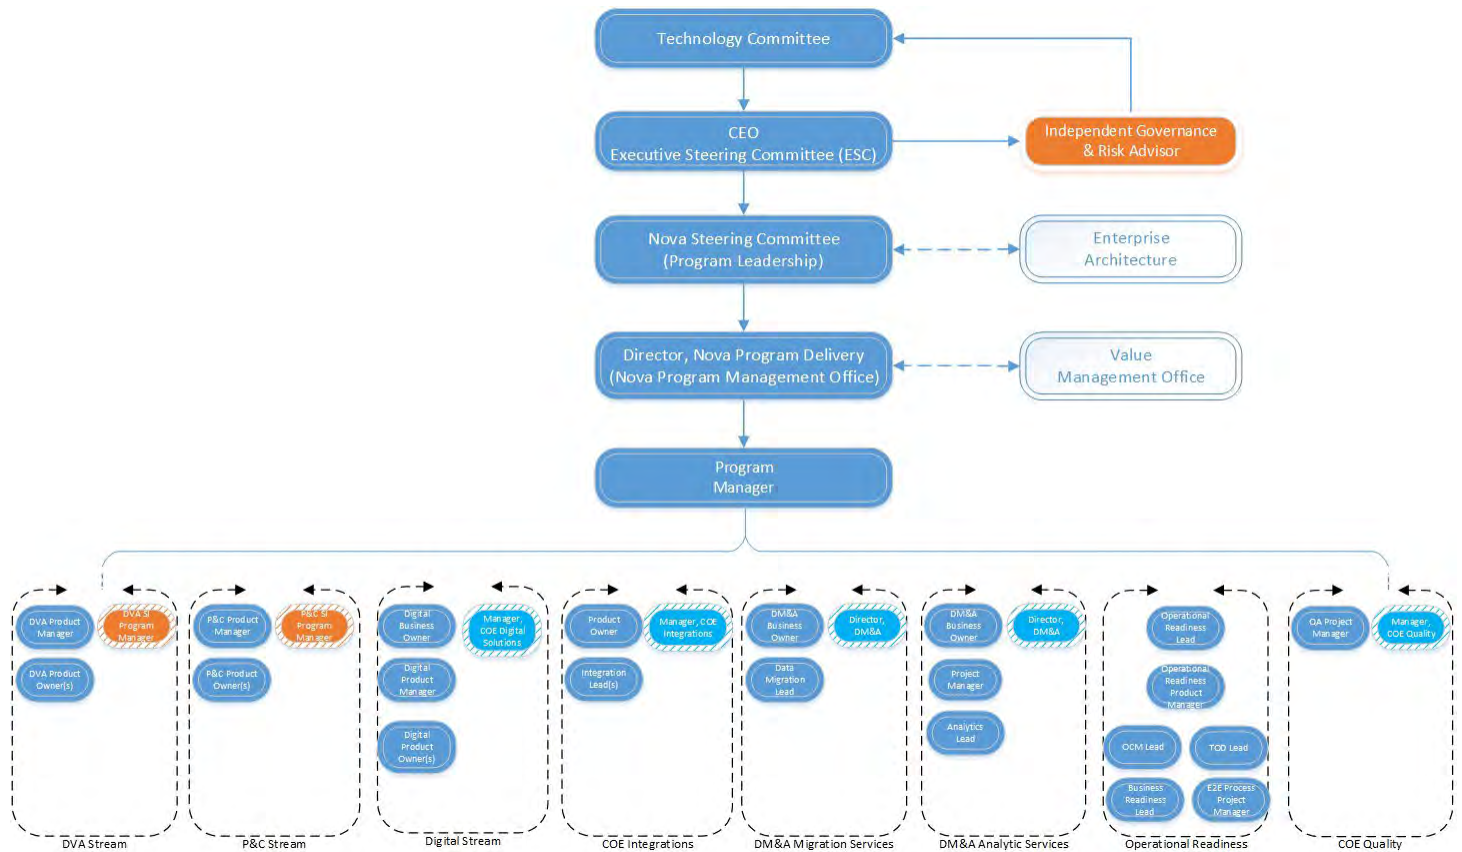 Technology Committee
CEO
Executive Steering Committee (ESC)
Independent Governance
& Risk Advisor
Nova Steering Committee
(Program Leadership)
Enterprise
Architecture
Director, Nova Program Delivery
(Nova Program Management Office)
Value
Management Office
Program
Manager
DVA Product
Manager
DVA SI
Program
Manager
DVA Product
Owner(s)
DVA Stream
P&C Product
Manager
P&C SI
Program
Manager
P&C Product
Owner(s)
P&C Stream
Digital
Business
Owner
Manager,
COE Digital
Solutions
Digital
Product
Manager
Digital
Product
Owner(s)
Digital Stream
Product
Owner
Manager, COE
Integrations
Integration
Lead(s)
COE Integrations
DM&A
Business
Owner
Director,
DM&A
Data
Migration
Lead
DM&A Migration Services
DM&A
Business
Owner
Director,
DM&A
Project
Manager
Analytics
Lead
DM&A Analytic Services
Operational
Readiness
Lead
Operational
Readiness
Product
Manager
OCM Lead
TOD Lead
Business
Readiness
Lead
E2E Process
Project
Manager
Operational Readiness
QA Project
Manager
Manager,
COE Quality
COE Quality